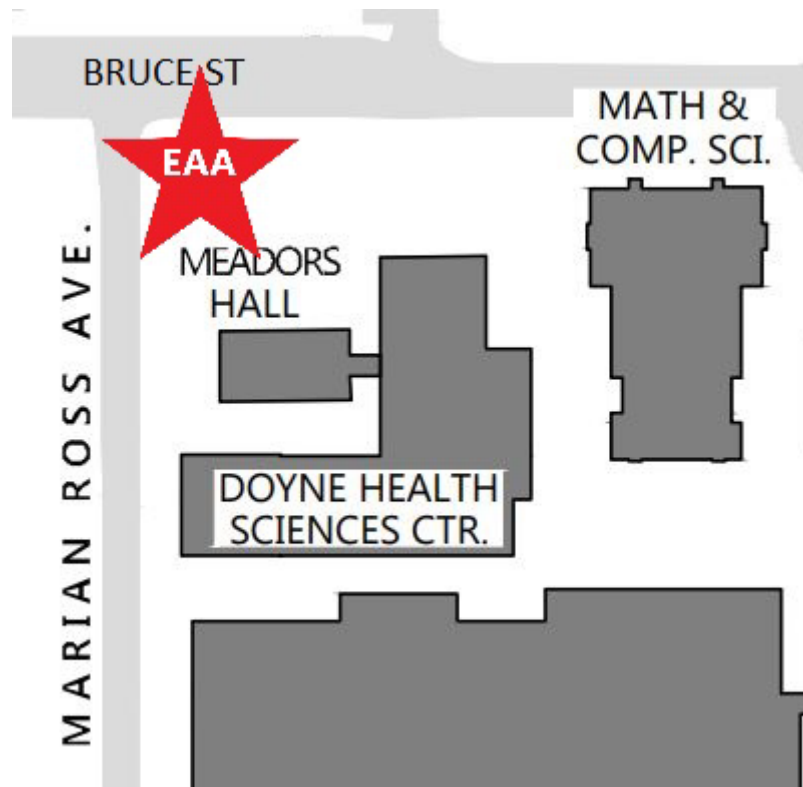 BRUCE ST
EAA
MATH &
COMP. SCI.
MEADORS
HALL
MARIAN ROSS AVE.
DOYNE HEALTH
SCIENCES CTR.